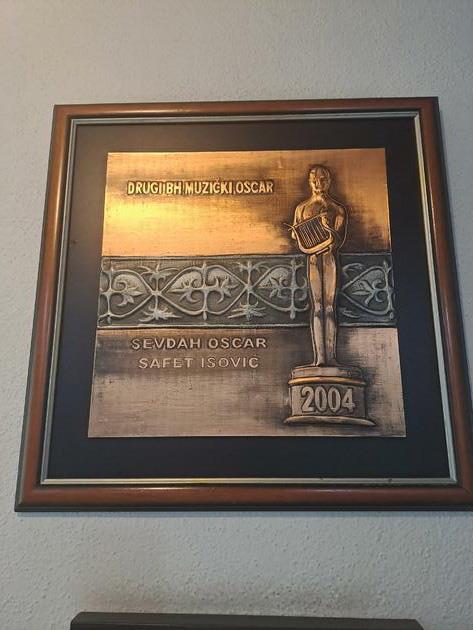 DRUGI BH MUZIČKI OSCAR
SEVDAH OSCAR
SAFET ISOVIĆ
2004